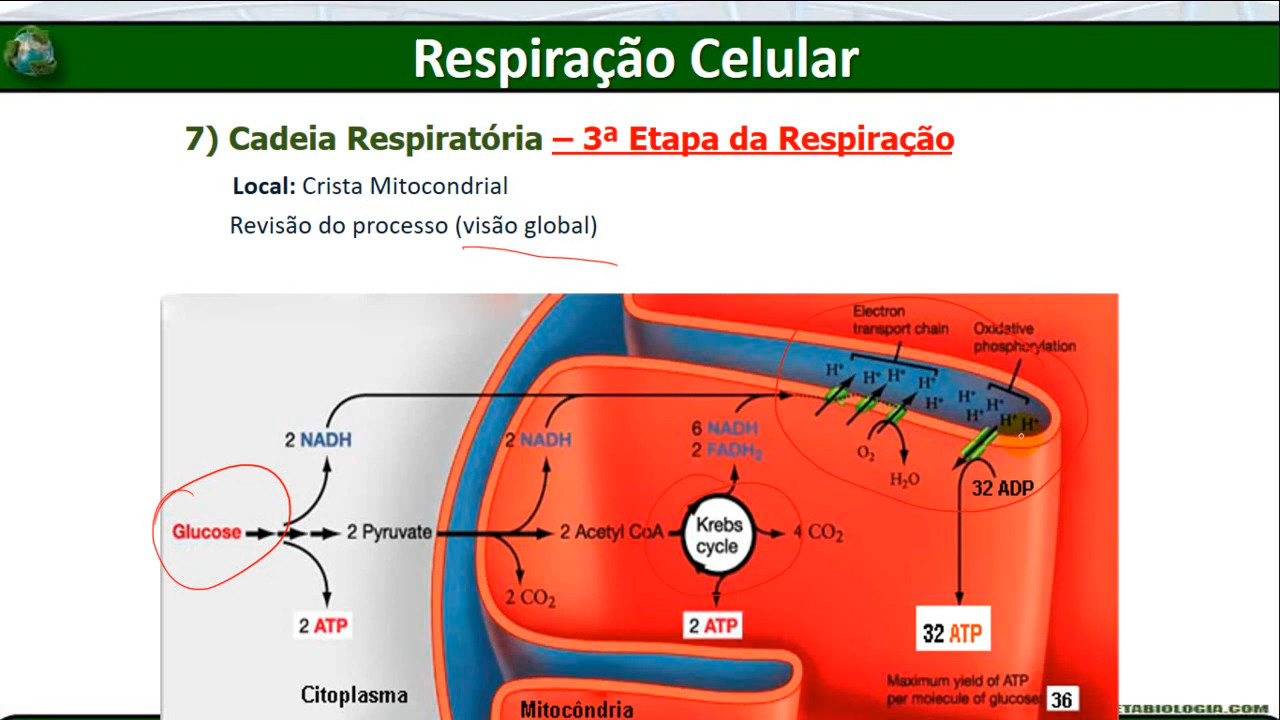 Respiração Celular
7) Cadeia Respiratória – 3ª Etapa da Respiração
Local: Crista Mitocondrial
Revisão do processo (visão global)
Electron
transport chain
Oxidative
phosphorylation
H⁺ H⁺ H⁺ H⁺ H⁺ H⁺ H⁺ H⁺ H⁺ H⁺
2 NADH
2 NADH
6 NADH
2 FADH₂
O₂
H₂O
32 ADP
Glucose
2 Pyruvate
2 Acetyl CoA
Krebs
cycle
4 CO₂
2 CO₂
2 ATP
2 ATP
32 ATP
Citoplasma
Mitocôndria
Maximum yield of ATP
per molecule of glucose 36
TABIOLOGIA.COM